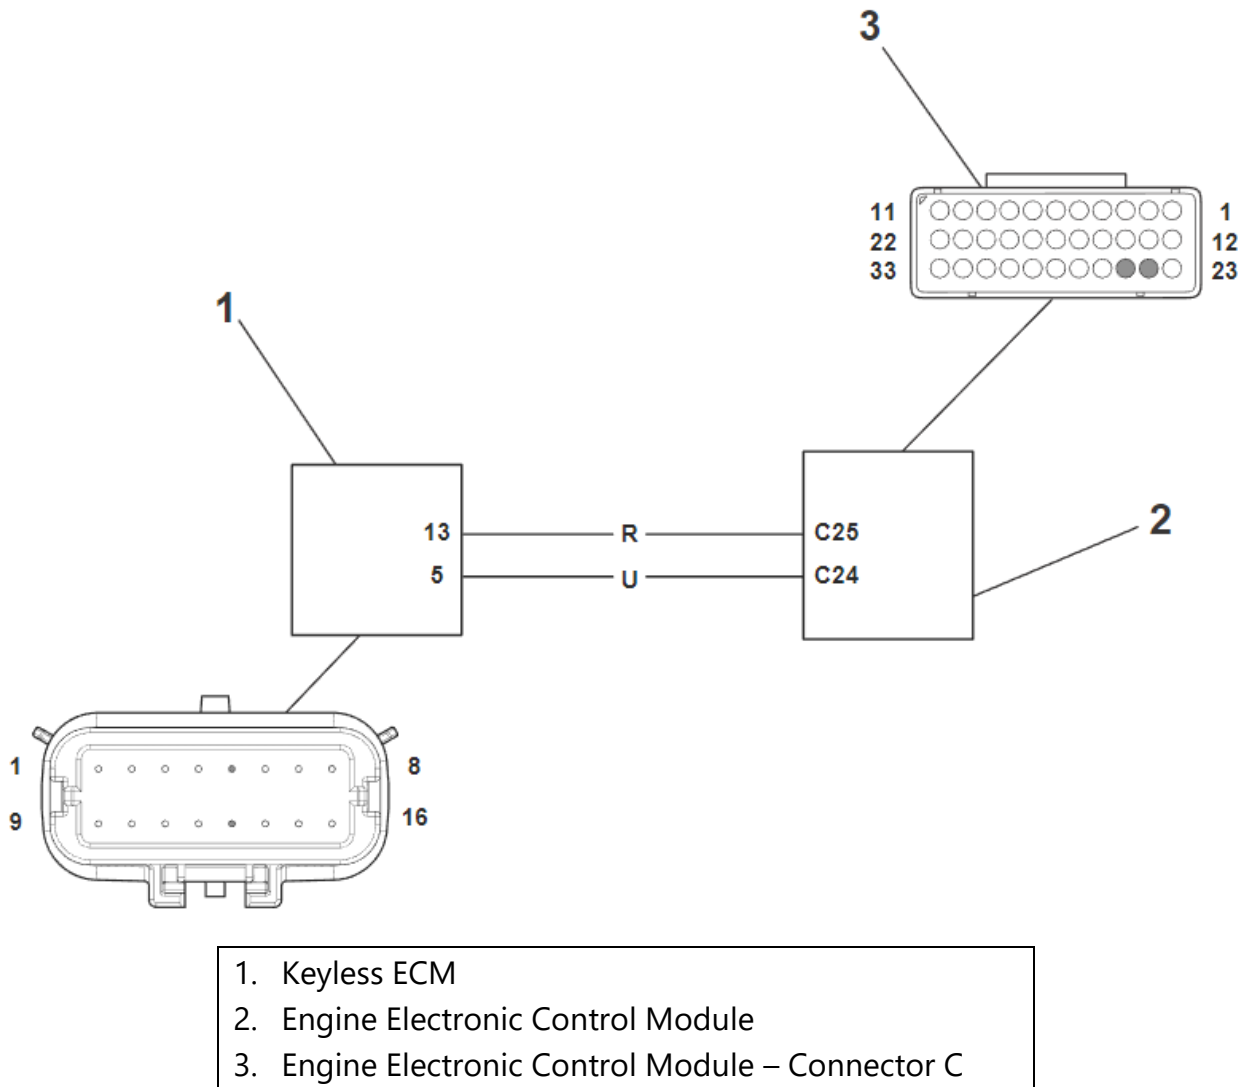 3
11 1
22 12
33 23
1
13 R C25
5 U C24
2
1 8
9 16
1. Keyless ECM
2. Engine Electronic Control Module
3. Engine Electronic Control Module – Connector C